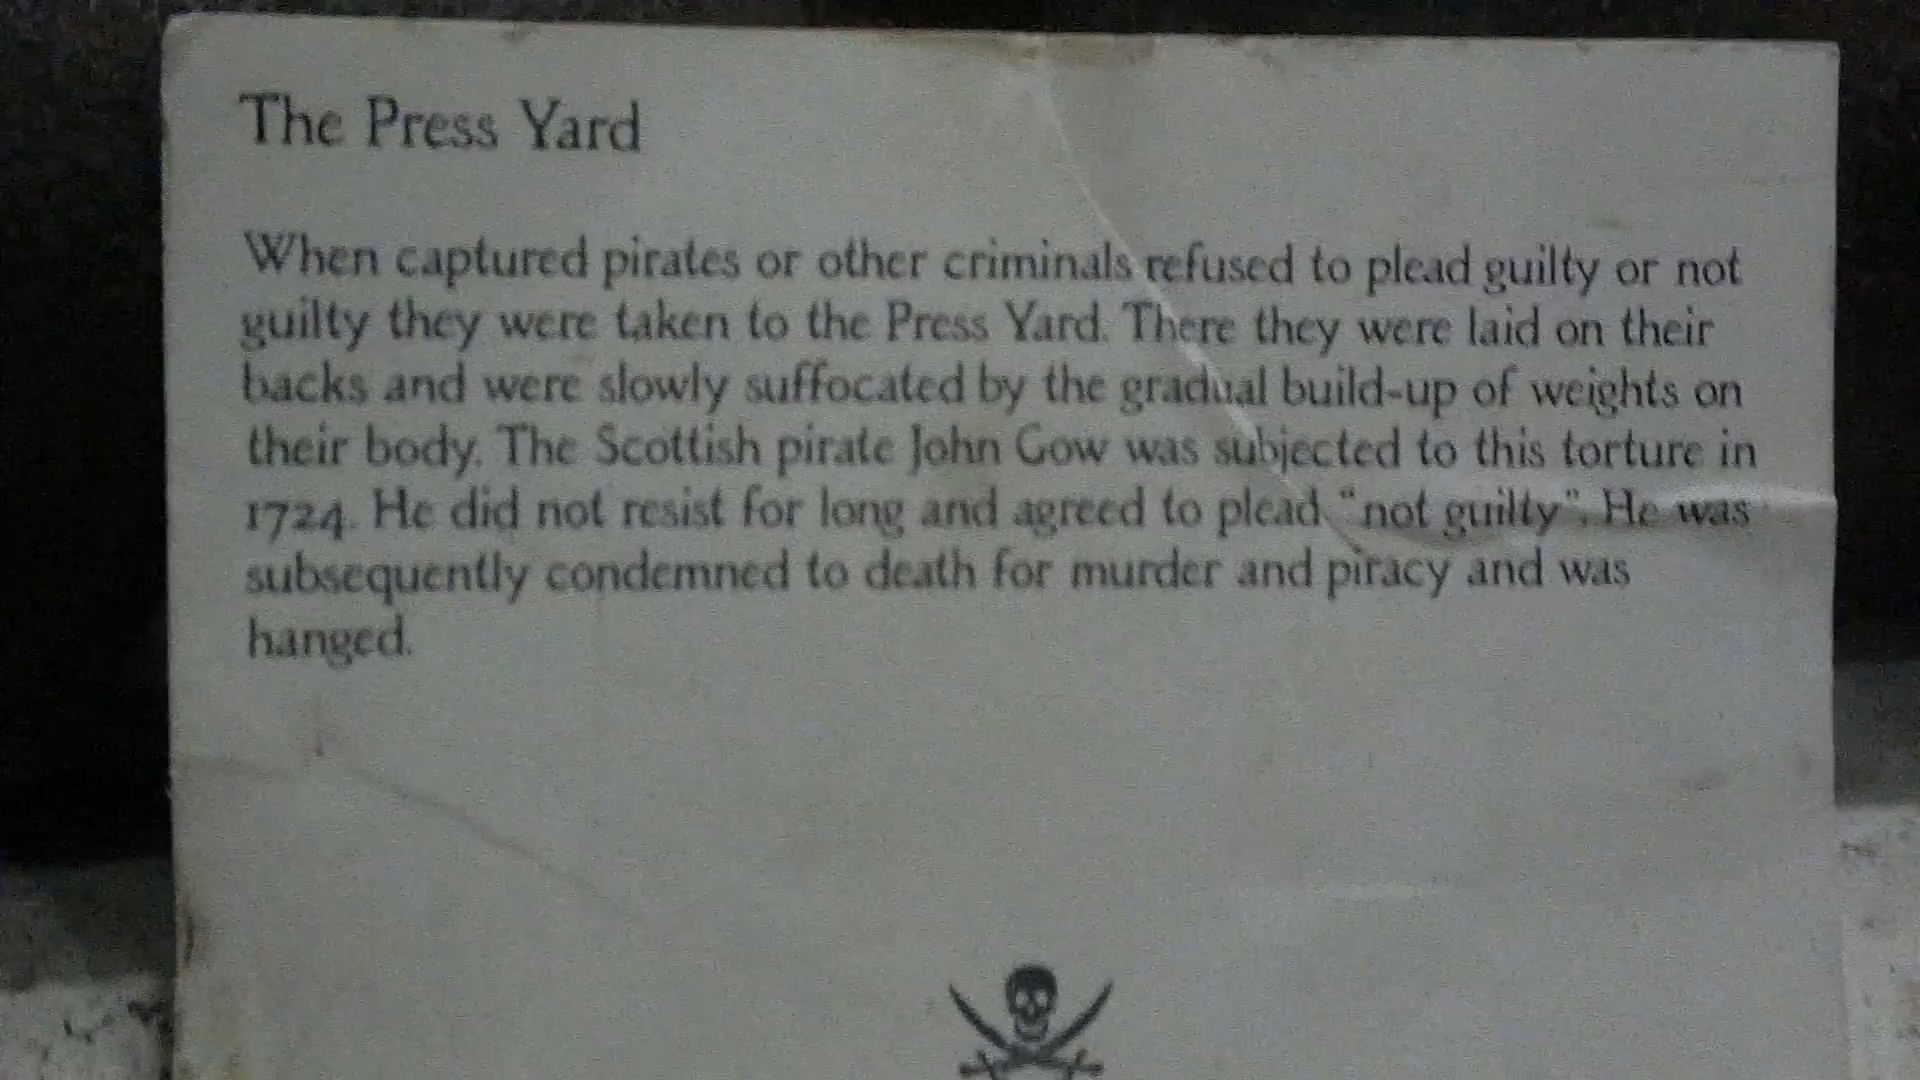 The Press Yard
When captured pirates or other criminals refused to plead guilty or not
guilty they were taken to the Press Yard. There they were laid on their
backs and were slowly suffocated by the gradual build-up of weights on
their body. The Scottish pirate John Gow was subjected to this torture in
1724. He did not resist for long and agreed to plead "not guilty". He was
subsequently condemned to death for murder and piracy and was
hanged.